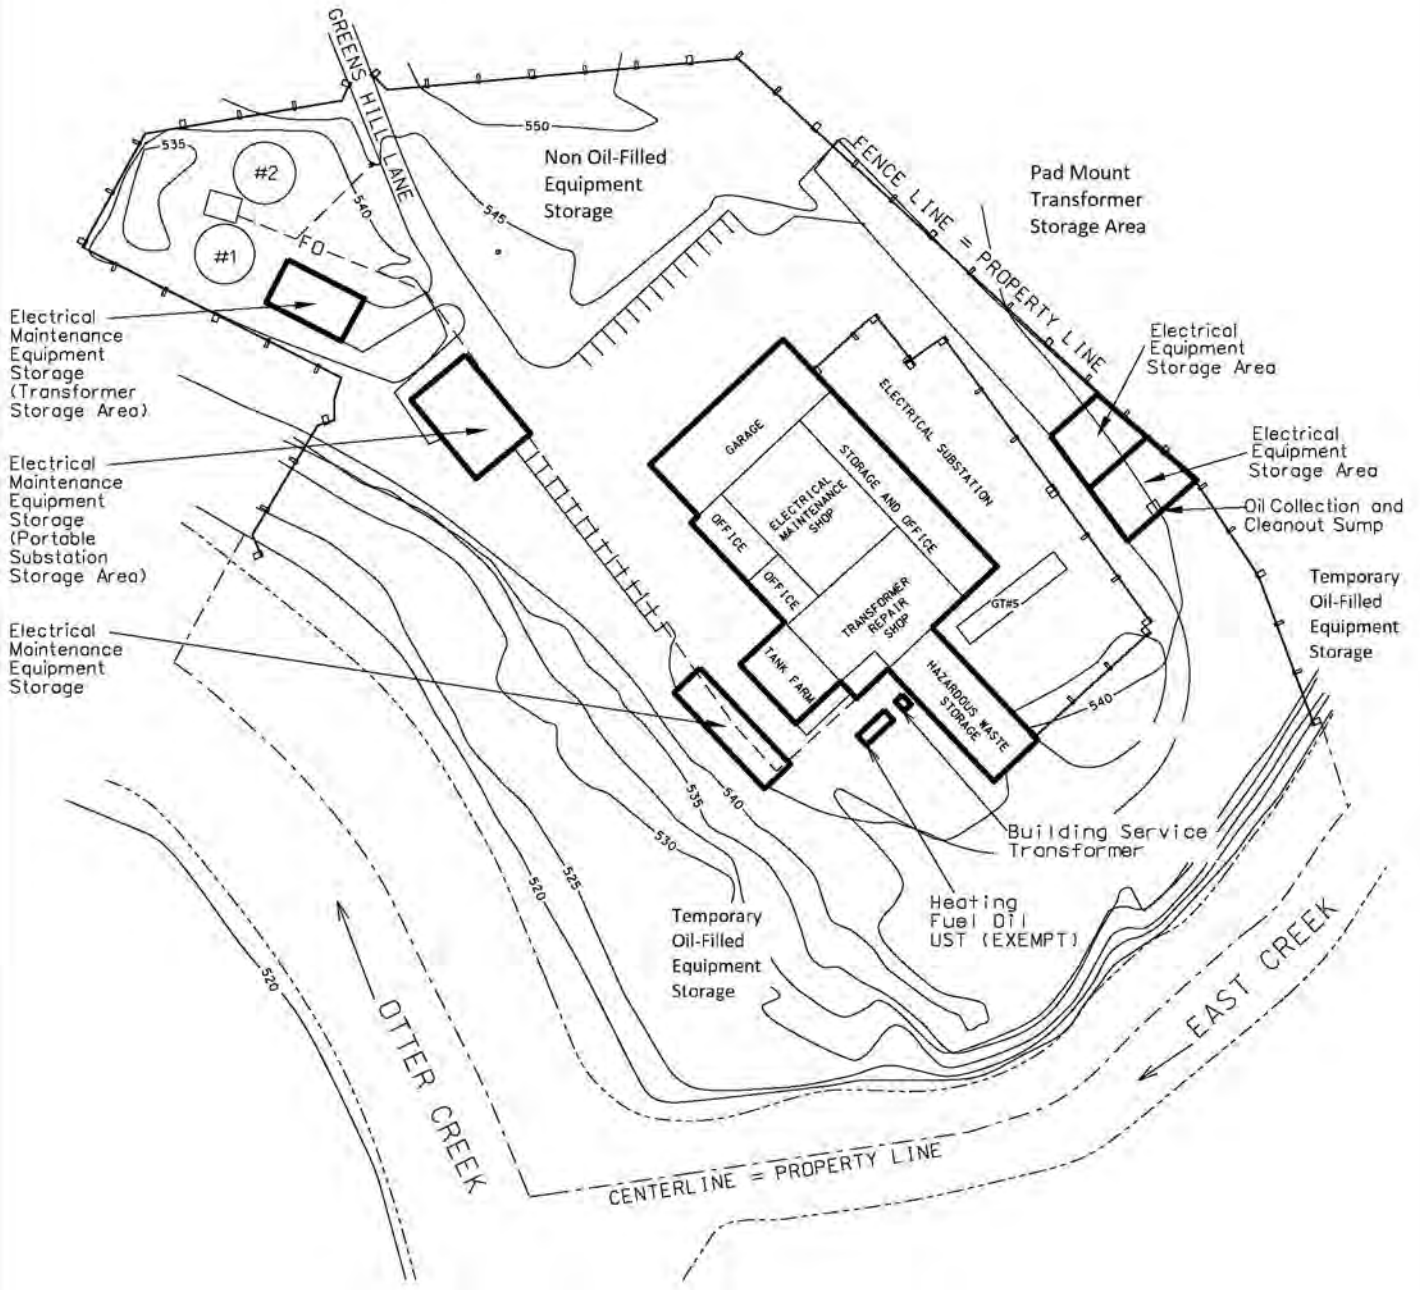 GREENS HILL LANE
550
Non Oil-Filled
Equipment
Storage
FENCE LINE = PROPERTY LINE
Pad Mount
Transformer
Storage Area
535
#2
540
545
FO
#1
Electrical
Maintenance
Equipment
Storage
(Transformer
Storage Area)
Electrical
Equipment
Storage Area
Electrical
Equipment
Storage Area
Oil Collection and
Cleanout Sump
Electrical
Maintenance
Equipment
Storage
(Portable
Substation
Storage Area)
GARAGE
ELECTRICAL SUBSTATION
STORAGE AND OFFICE
ELECTRICAL
MAINTENANCE
SHOP
OFFICE
OFFICE
TRANSFORMER
REPAIR
SHOP
GT#5
TANK FARM
HAZARDOUS WASTE
STORAGE
Temporary
Oil-Filled
Equipment
Storage
Electrical
Maintenance
Equipment
Storage
540
540
535
530
525
520
Building Service
Transformer
Heating
Fuel Oil
UST (EXEMPT)
Temporary
Oil-Filled
Equipment
Storage
520
OTTER CREEK
EAST CREEK
CENTERLINE = PROPERTY LINE